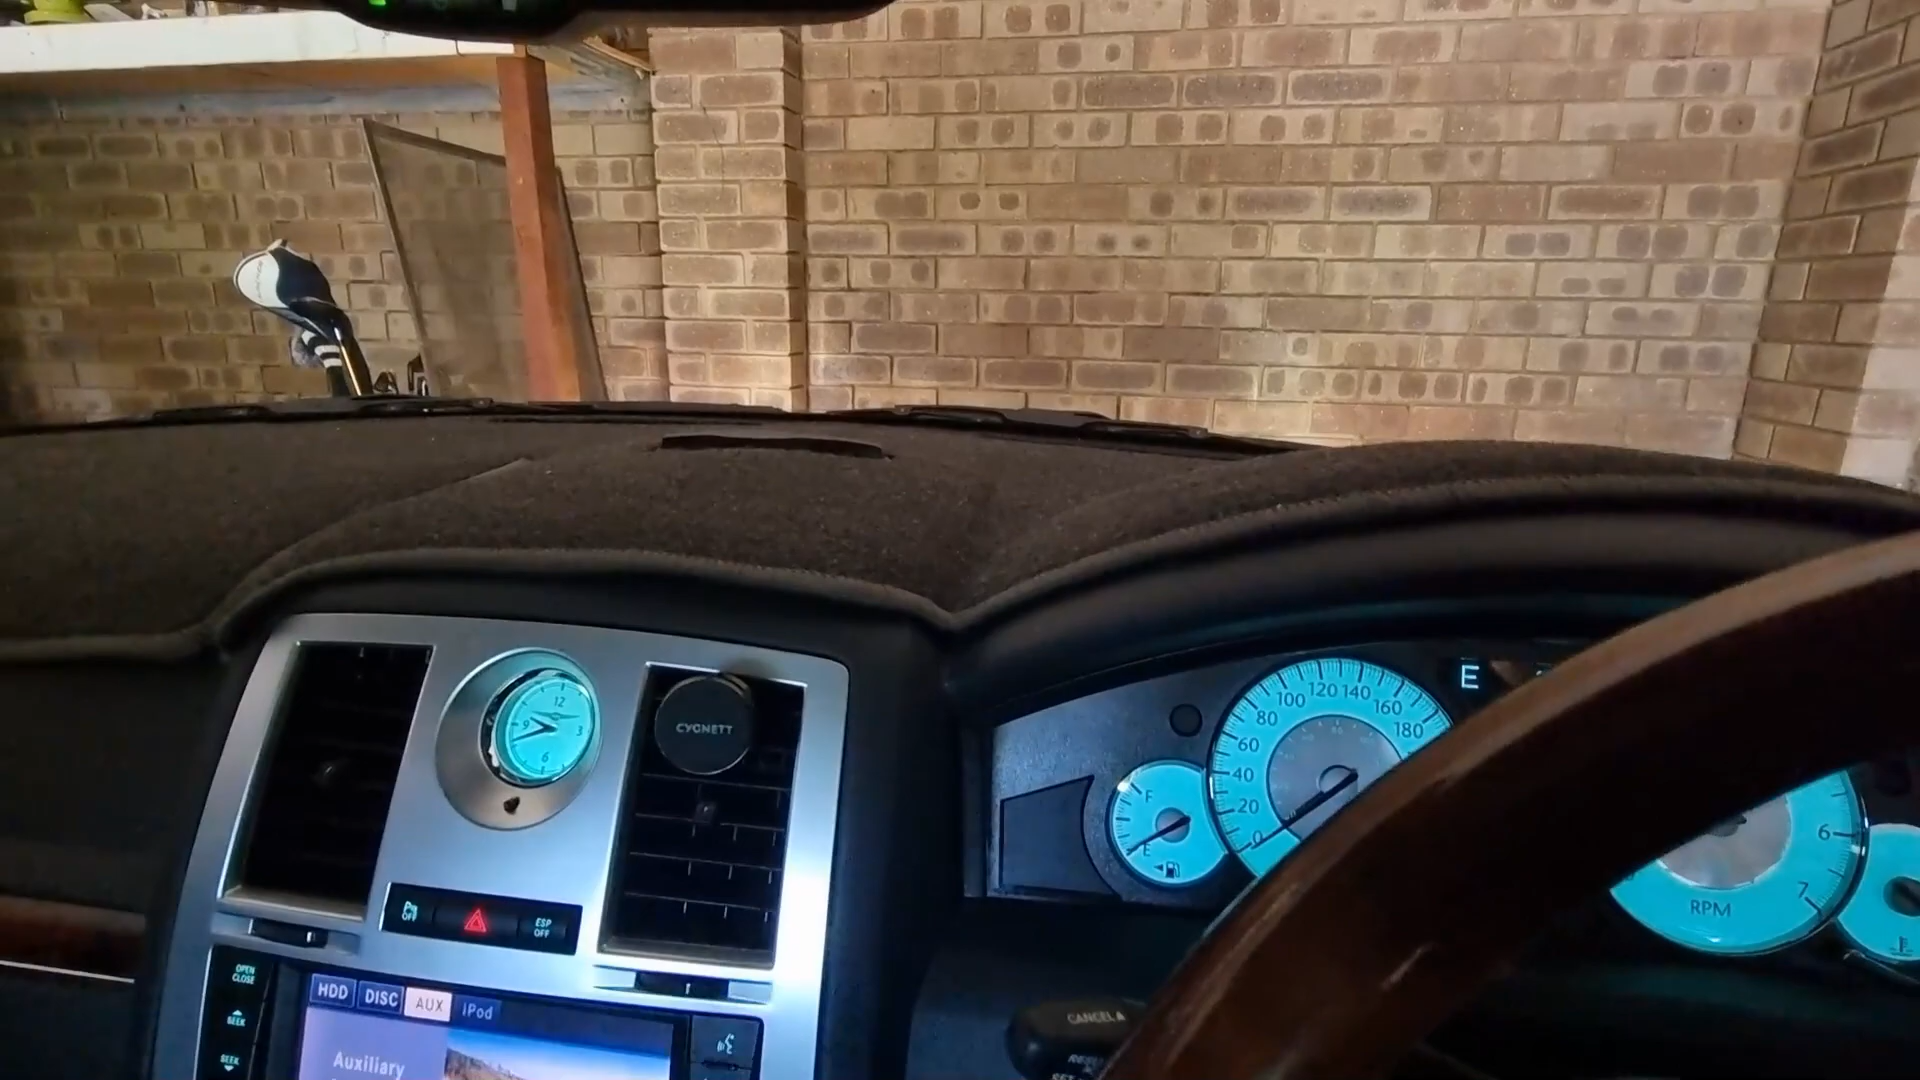 12
9
3
6
CYGNETT
P OFF
ESP OFF
OPEN CLOSE
SEEK
SEEK
HDD DISC AUX iPod
Auxiliary
F
E
0 20 40 60 80 100 120 140 160 180
E
6
7
RPM
CANCEL